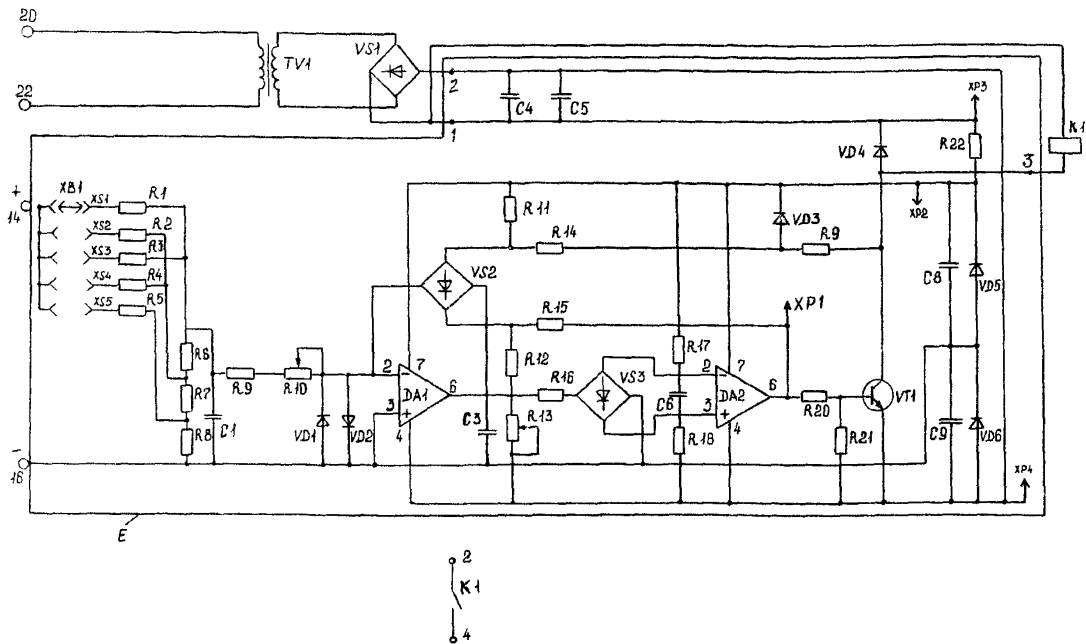 20
TV1
VS1
22
2
1
C4
C5
XP3
R22
K1
VD4
3
+
14
XB1
XS1
R1
XS2
R2
XS3
R3
XS4
R4
XS5
R5
R11
R14
VD3
R9
XP2
VS2
R15
XP1
C8
VD5
R6
R7
R8
C1
R9
R10
VD1
VD2
2
7
DA1
6
3
4
C3
R12
R13
R16
VS3
R17
C6
R18
2
7
DA2
6
3
4
R20
R21
VT1
C9
VD6
XP4
-
16
E
2
K1
4